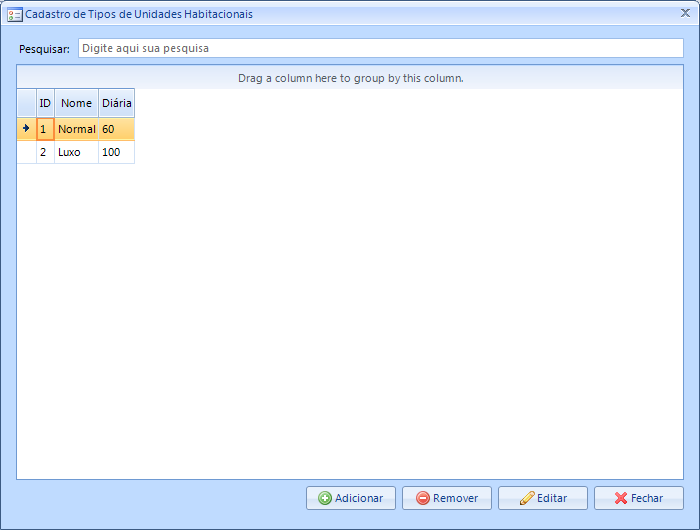 Cadastro de Tipos de Unidades Habitacionais
Pesquisar: Digite aqui sua pesquisa
Drag a column here to group by this column.
ID Nome Diária
1 Normal 60
2 Luxo 100
Adicionar Remover Editar Fechar